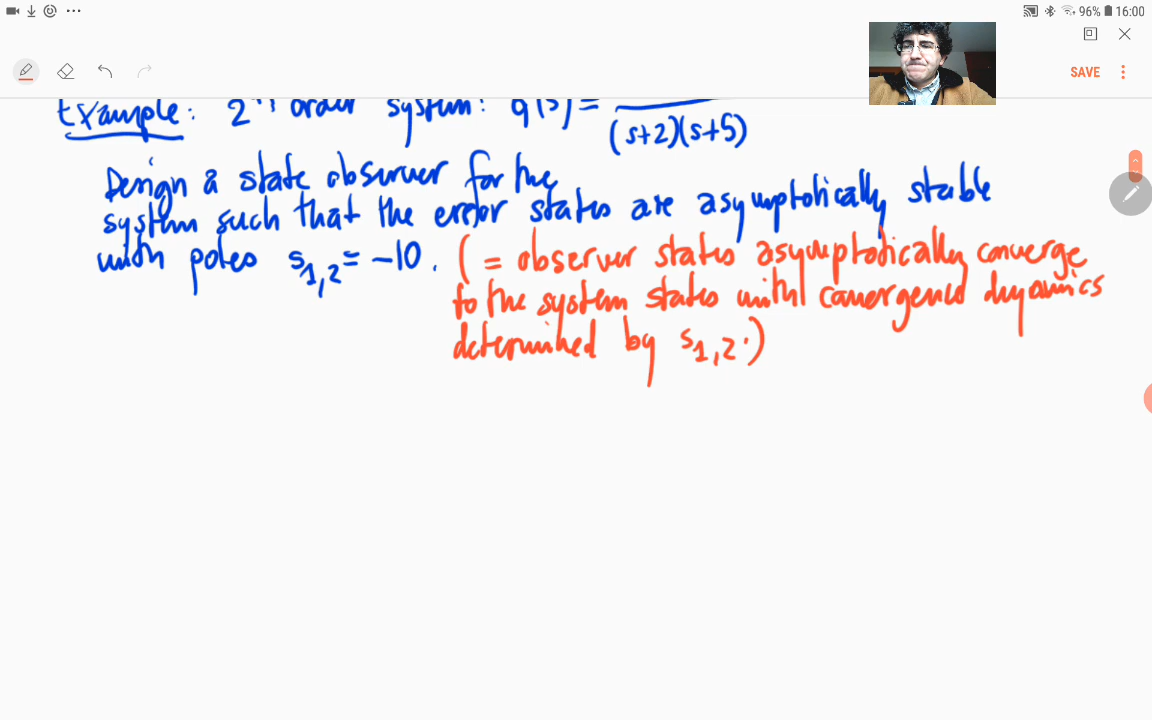 96% 16:00
SAVE
Example: 2nd order system: G(s) =
(s+2)(s+5)
Design a state observer for the
system such that the error states are asymptotically stable
with poles s1,2 = -10. ( = observer states asymptotically converge
to the system states with convergence dynamics
determined by s1,2.)